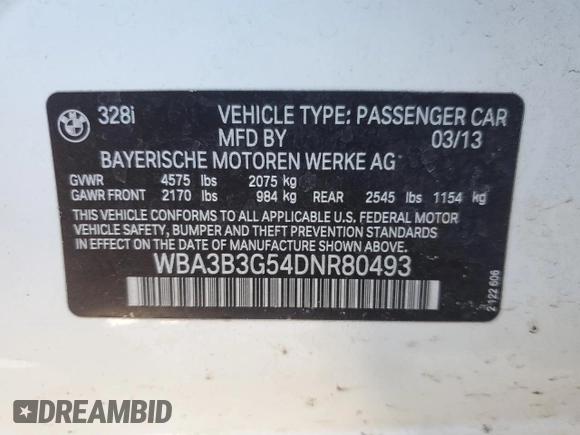 BMW
328i VEHICLE TYPE: PASSENGER CAR
MFD BY 03/13
BAYERISCHE MOTOREN WERKE AG
GVWR 4575 lbs 2075 kg
GAWR FRONT 2170 lbs 984 kg REAR 2545 lbs 1154 kg
THIS VEHICLE CONFORMS TO ALL APPLICABLE U.S. FEDERAL MOTOR
VEHICLE SAFETY, BUMPER AND THEFT PREVENTION STANDARDS
IN EFFECT ON THE DATE OF MANUFACTURE SHOWN ABOVE.
WBA3B3G54DNR80493
2 122 606
DREAMBID